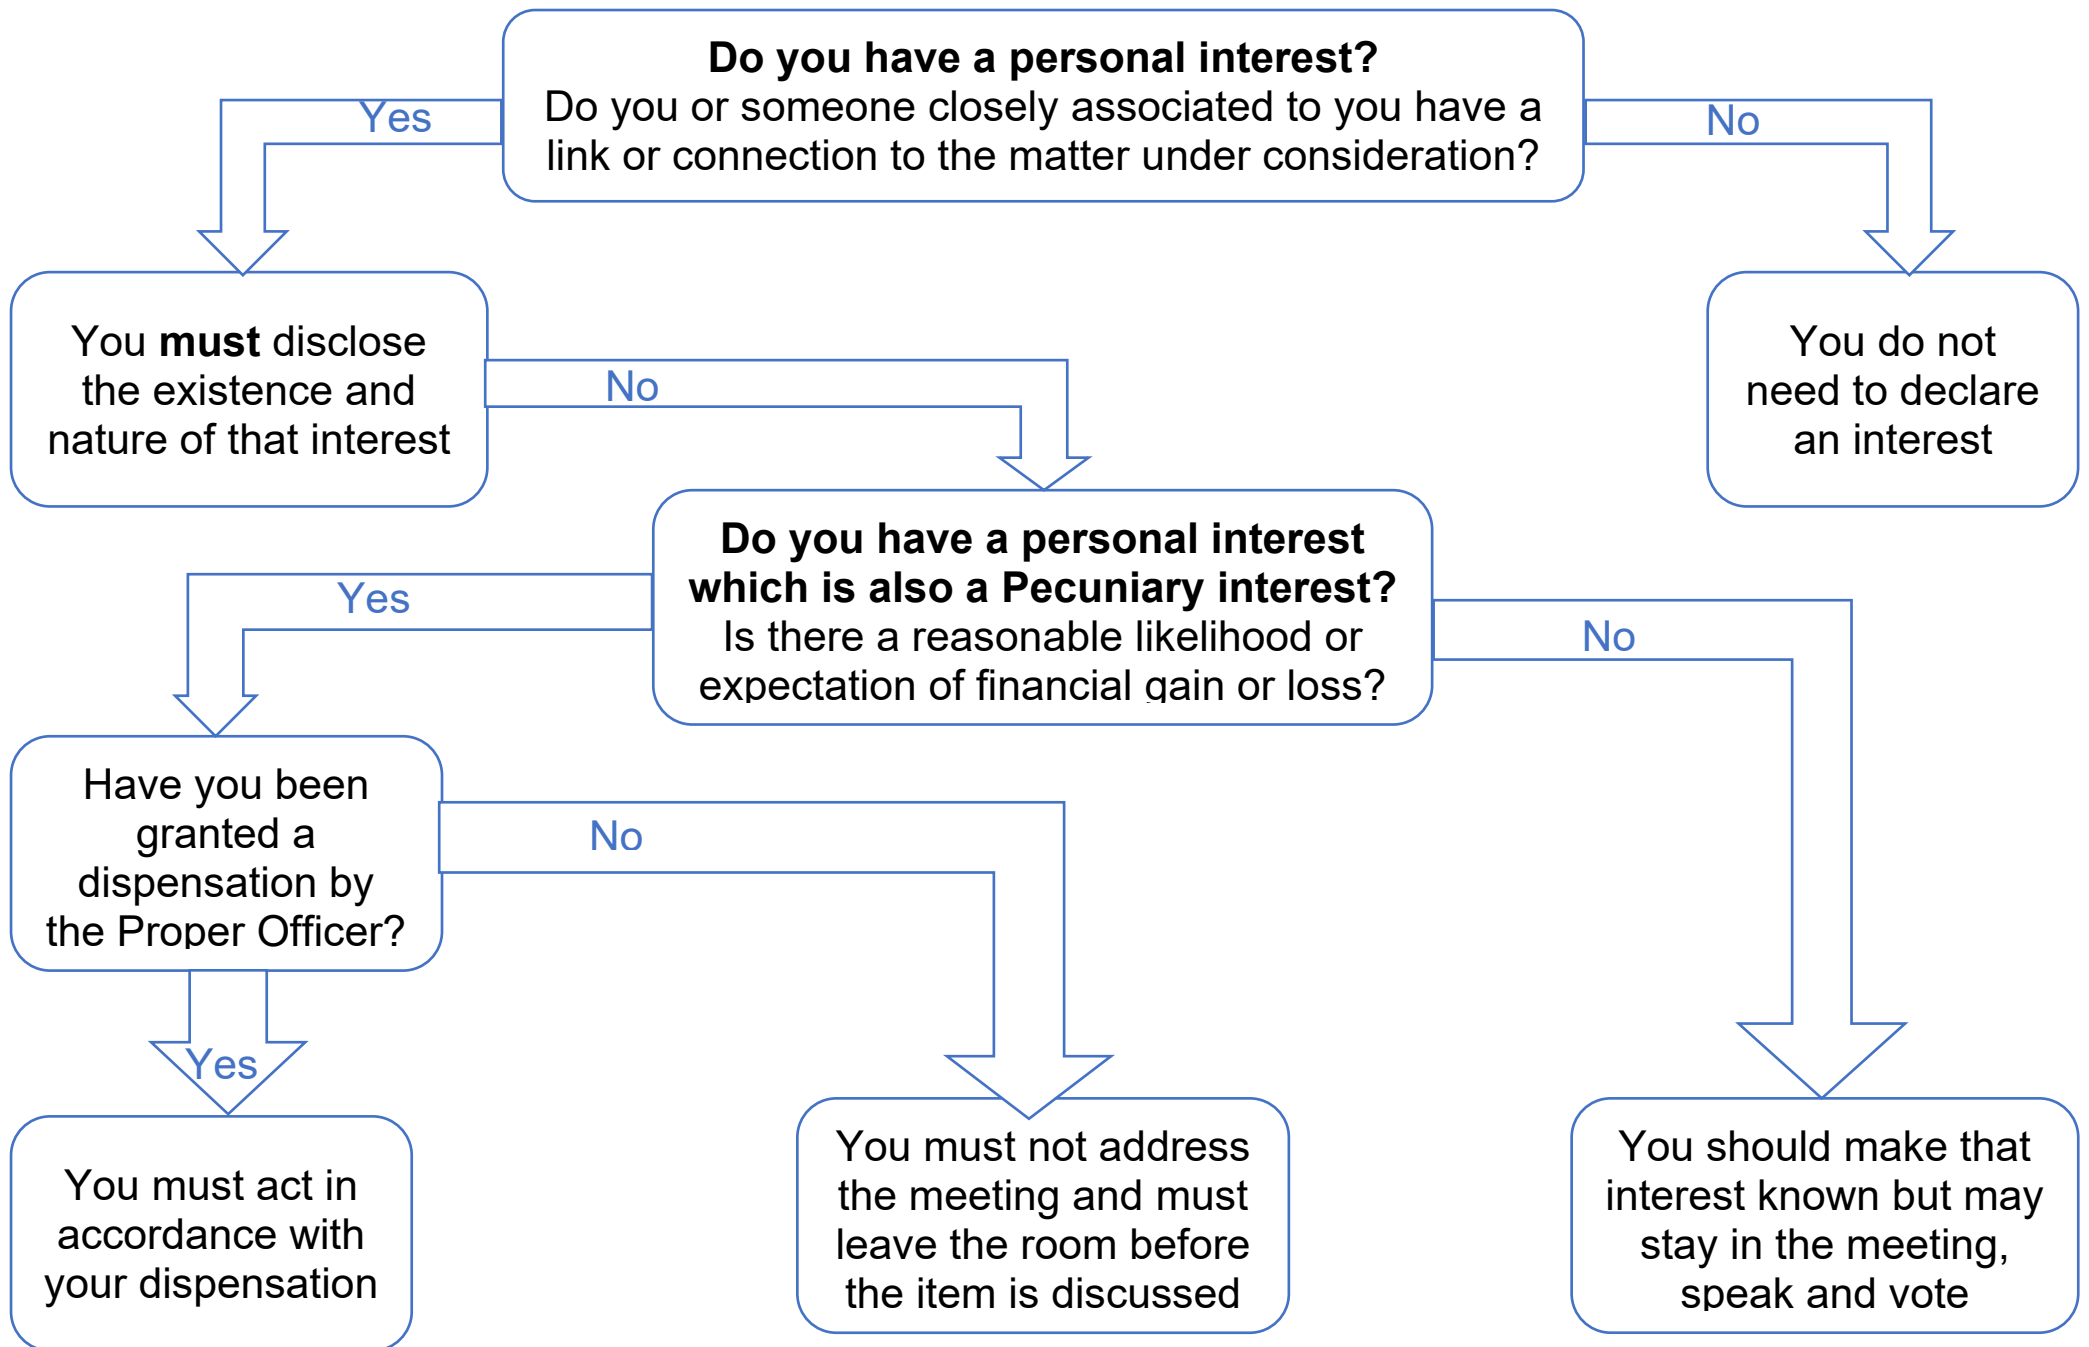 Do you have a personal interest?
Do you or someone closely associated to you have a
link or connection to the matter under consideration?
Yes
No
You must disclose
the existence and
nature of that interest
No
You do not
need to declare
an interest
Do you have a personal interest
which is also a Pecuniary interest?
Is there a reasonable likelihood or
expectation of financial gain or loss?
Yes
No
Have you been
granted a
dispensation by
the Proper Officer?
No
Yes
You must act in
accordance with
your dispensation
You must not address
the meeting and must
leave the room before
the item is discussed
You should make that
interest known but may
stay in the meeting,
speak and vote